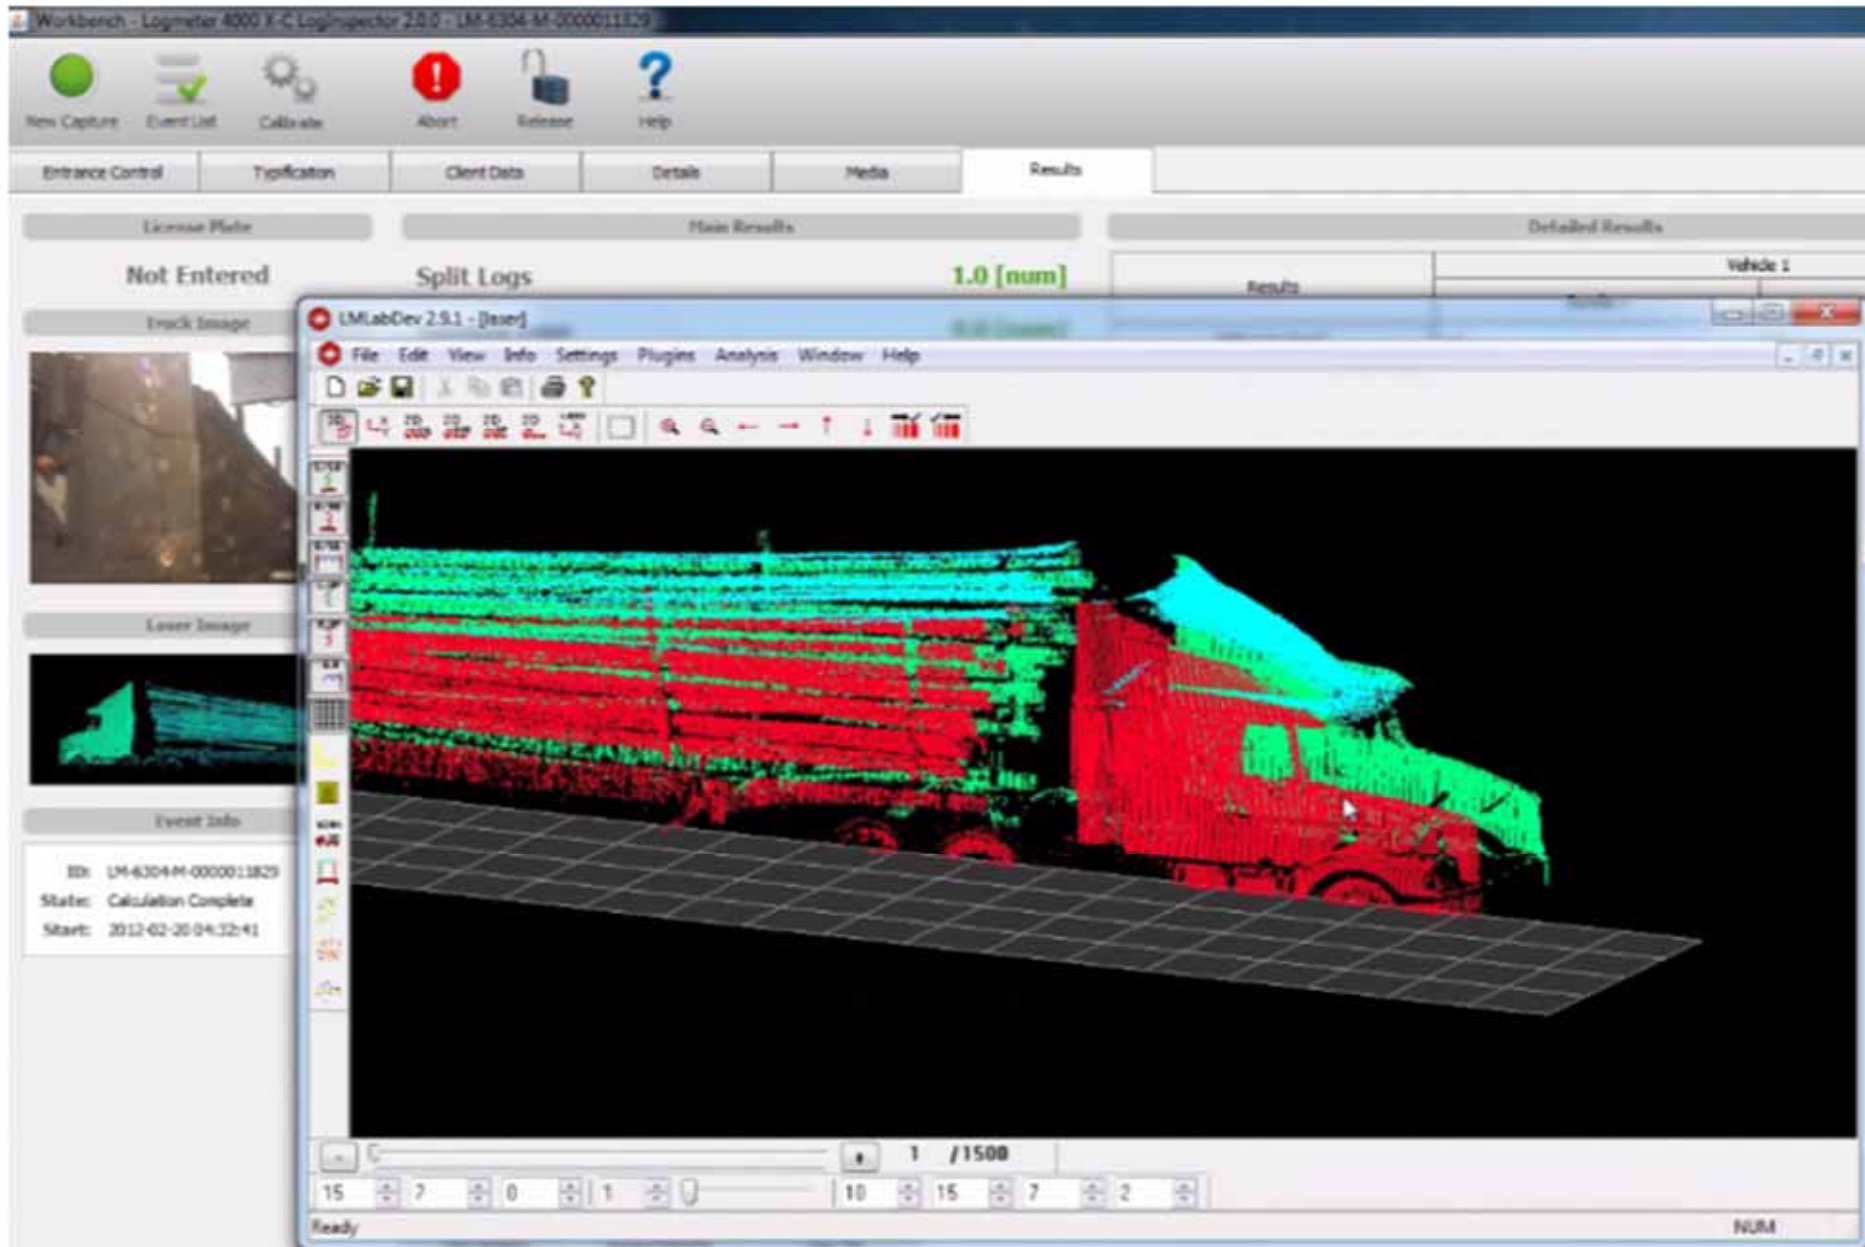 Workbench - Logmeter 4000 X-C LogInspector 2.0.0 - LM-6304-M-0000011829
New Capture Event List Calibrate Abort Release Help
Entrance Control Typification Client Data Details Media Results
License Plate Main Results Detailed Results
Not Entered Split Logs 1.0 [num] Results Vehicle 1
Truck Image
LMLabDev 2.9.1 - [laser]
File Edit View Info Settings Plugins Analysis Window Help
Laser Image
Event Info
ID: LM-6304-M-0000011829
State: Calculation Complete
Start: 2012-02-20 04:32:41
1 /1500
15 7 0 1 10 15 7 2
Ready NUM